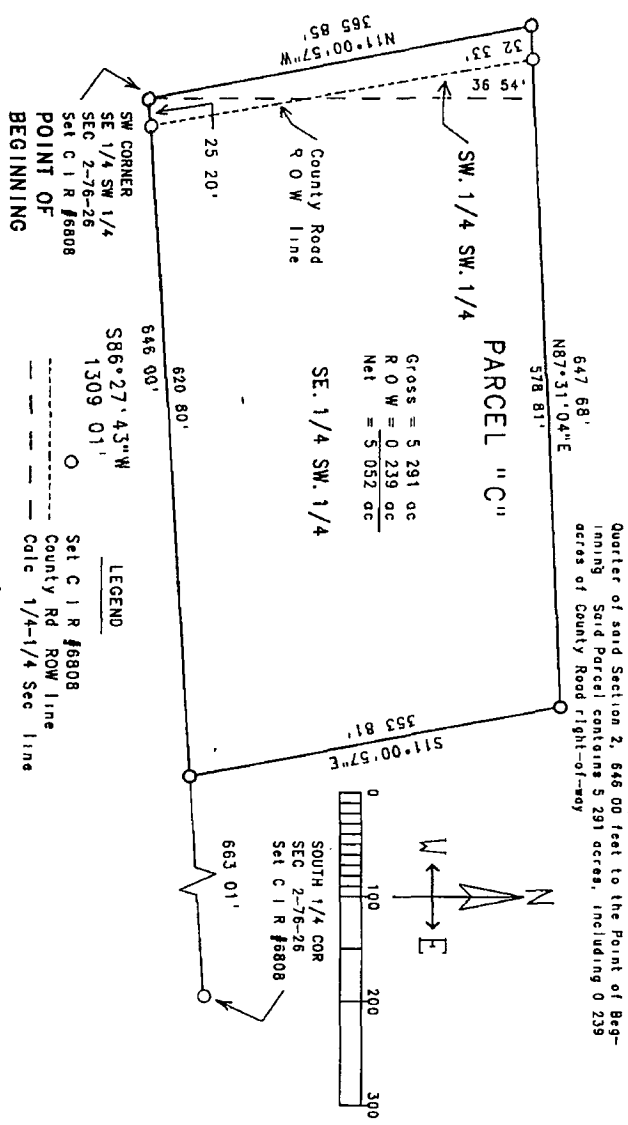 Quarter of said Section 2, 646 00 feet to the Point of Beg-
inning Said Parcel contains 5 291 acres, including 0 239
acres of County Road right-of-way
647 68'
N87°31'04"E
578 81'
32 33'
36 54'
N11°00'57"W
365 85'
SW. 1/4 SW. 1/4
PARCEL "C"
County Road
R O W line
Gross = 5 291 ac
R O W = 0 239 ac
Net = 5 052 ac
SE. 1/4 SW. 1/4
S11°00'57"E
353 81'
25 20'
620 80'
646 00'
S86°27'43"W
1309 01'
663 01'
SW CORNER
SE 1/4 SW 1/4
SEC 2-76-26
Set C I R #6808
POINT OF
BEGINNING
N
W E
0 100 200 300
SOUTH 1/4 COR
SEC 2-76-26
Set C I R #6808
LEGEND
Set C I R #6808
County Rd ROW line
Calc 1/4-1/4 Sec line